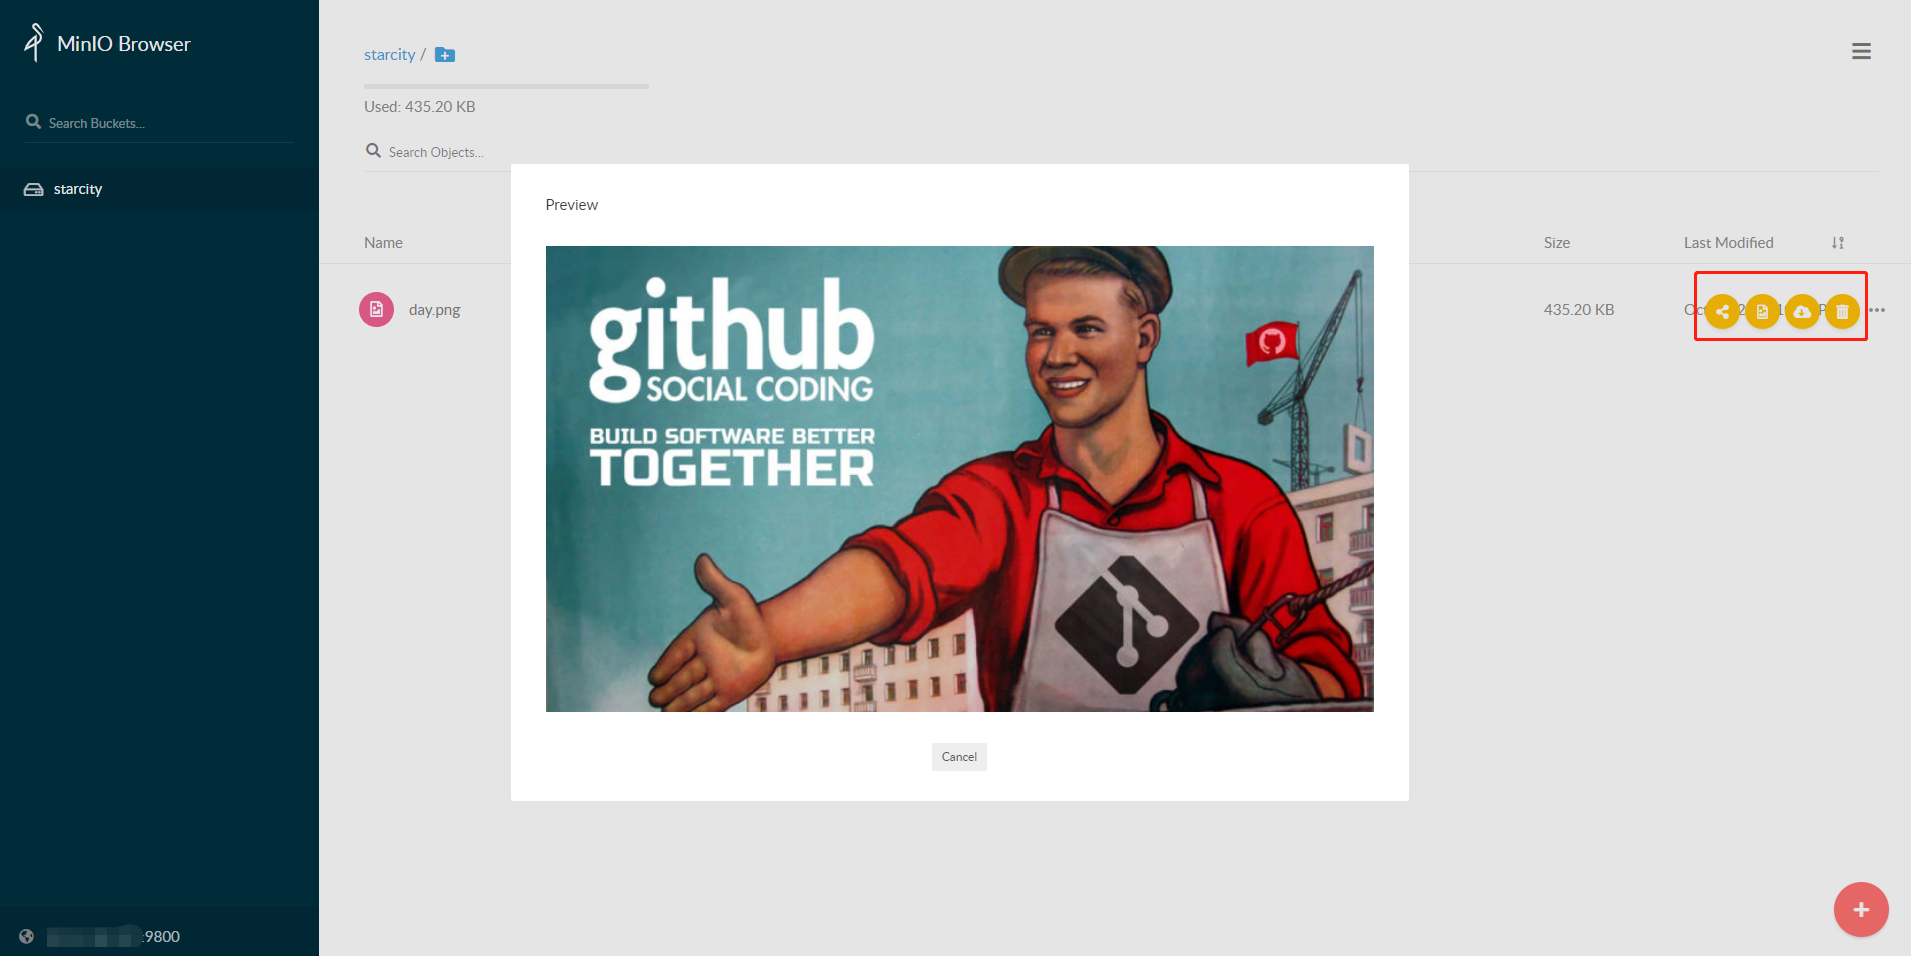 MinIO Browser
Search Buckets...
starcity
:9800
starcity /
Used: 435.20 KB
Search Objects...
Name
Size
Last Modified
day.png
435.20 KB
Preview
github
SOCIAL CODING
BUILD SOFTWARE BETTER
TOGETHER
Cancel